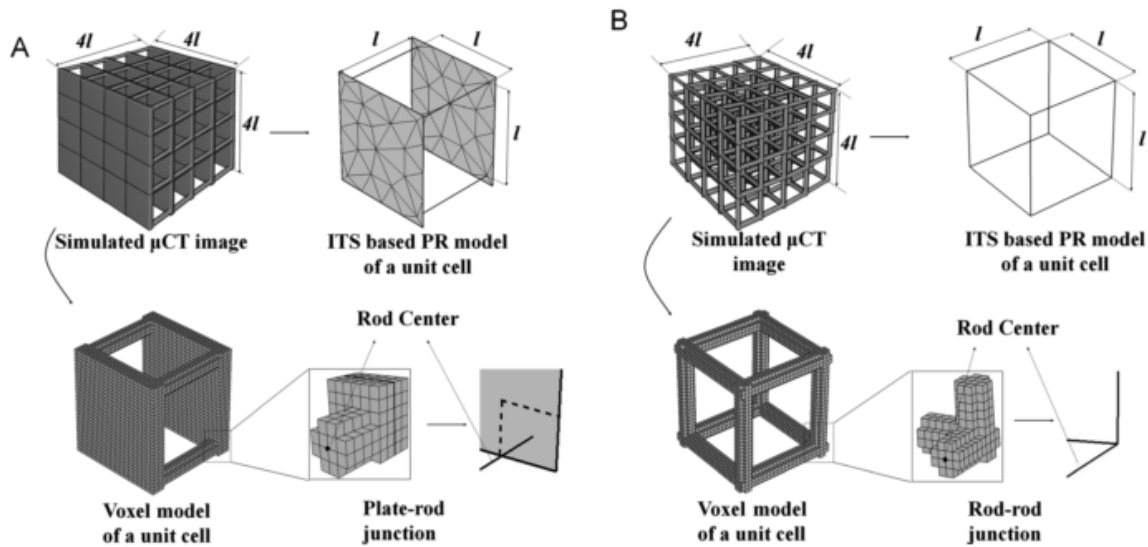 A
4l
4l
4l
l
l
l
Simulated μCT image
ITS based PR model
of a unit cell
Rod Center
Voxel model
of a unit cell
Plate-rod
junction
B
4l
4l
4l
l
l
l
Simulated μCT
image
ITS based PR model
of a unit cell
Rod Center
Voxel model
of a unit cell
Rod-rod
junction